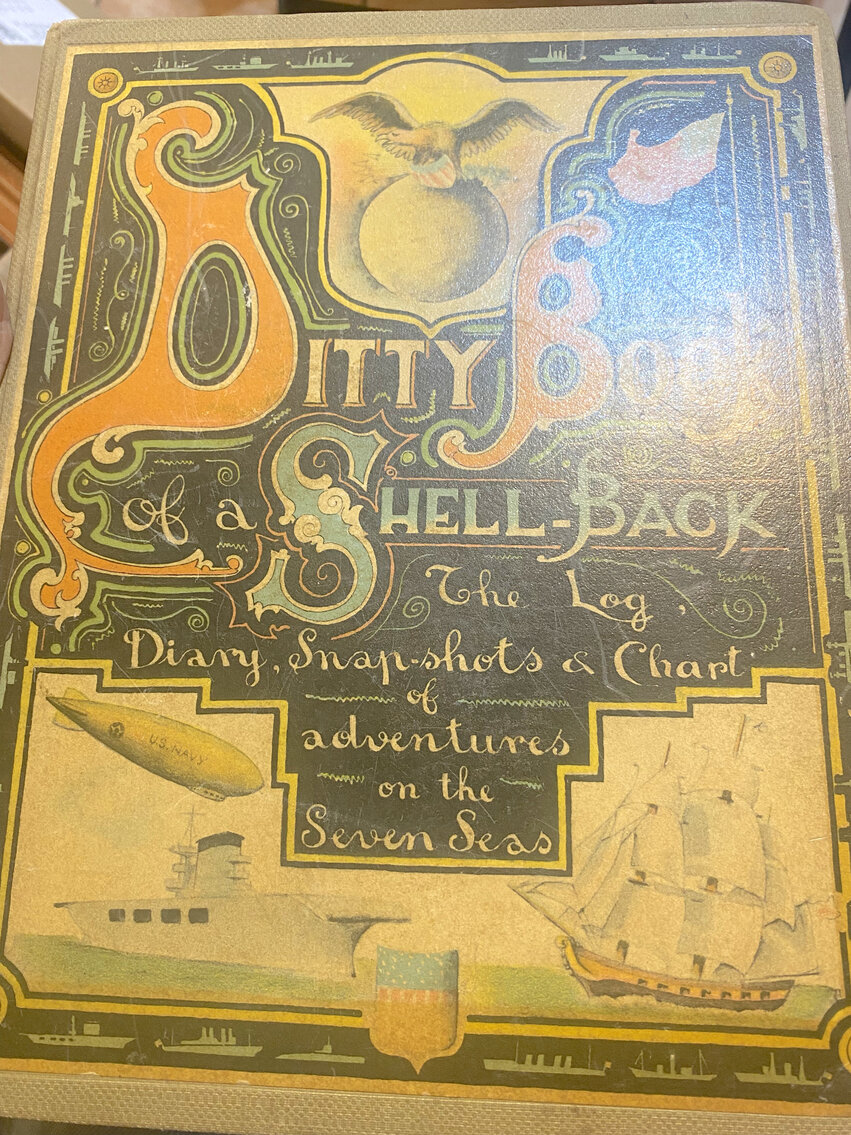 Ditty Book
of a Shell-Back
The Log,
Diary, Snap-shots & Chart
of
adventures
on the
Seven Seas
U.S. NAVY